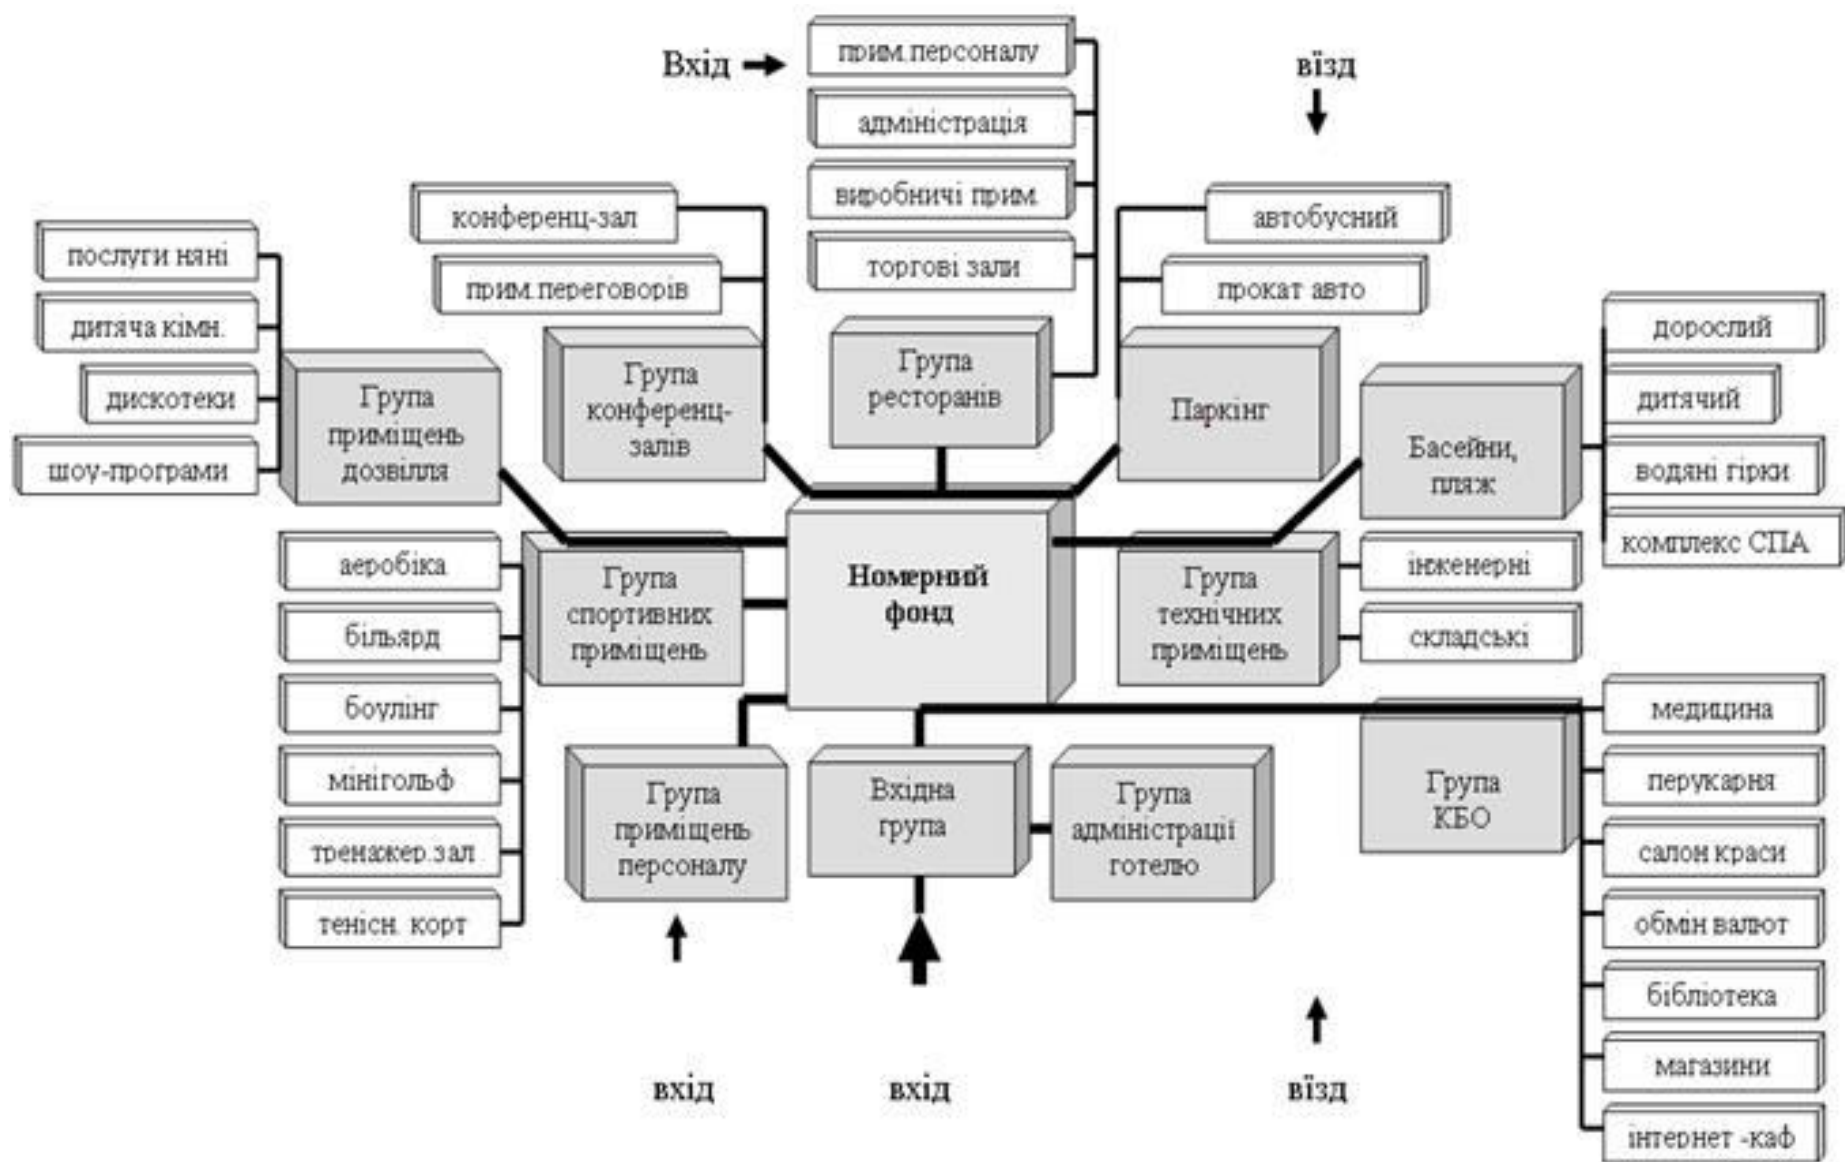 Вхід
прим.персоналу
вїзд
адміністрація
виробничі прим.
торгові зали
конференц-зал
прим.переговорів
автобусний
прокат авто
послуги няні
дитяча кімн.
дискотеки
шоу-програми
Група
приміщень
дозвілля
Група
конференц-
залів
Група
ресторанів
Паркінг
Басейни,
пляж
дорослий
дитячий
водяні гірки
комплекс СПА
аеробіка
більярд
боулінг
мінігольф
тренажер.зал
тенісн. корт
Група
спортивних
приміщень
Номерний
фонд
Група
технічних
приміщень
інженерні
складські
Група
приміщень
персоналу
Вхідна
група
Група
адміністрації
готелю
Група
КБО
медицина
перукарня
салон краси
обмін валют
бібліотека
магазини
інтернет -каф
вхід
вхід
вїзд